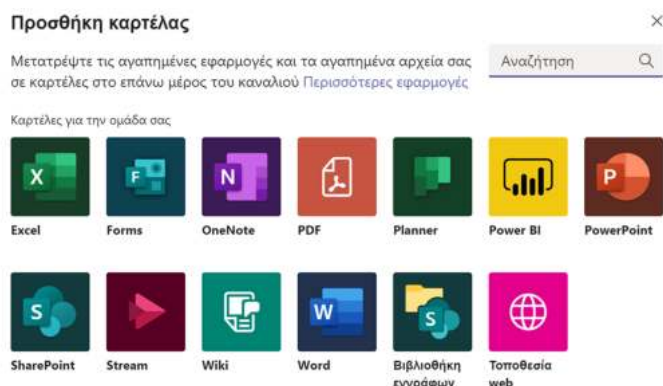 Προσθήκη καρτέλας
Μετατρέψτε τις αγαπημένες εφαρμογές και τα αγαπημένα αρχεία σας
σε καρτέλες στο επάνω μέρος του καναλιού Περισσότερες εφαρμογές
Αναζήτηση
Καρτέλες για την ομάδα σας
X
F
N
P
Excel
Forms
OneNote
PDF
Planner
Power BI
PowerPoint
S
W
S
SharePoint
Stream
Wiki
Word
Βιβλιοθήκη
εγγράφων
Τοποθεσία
web